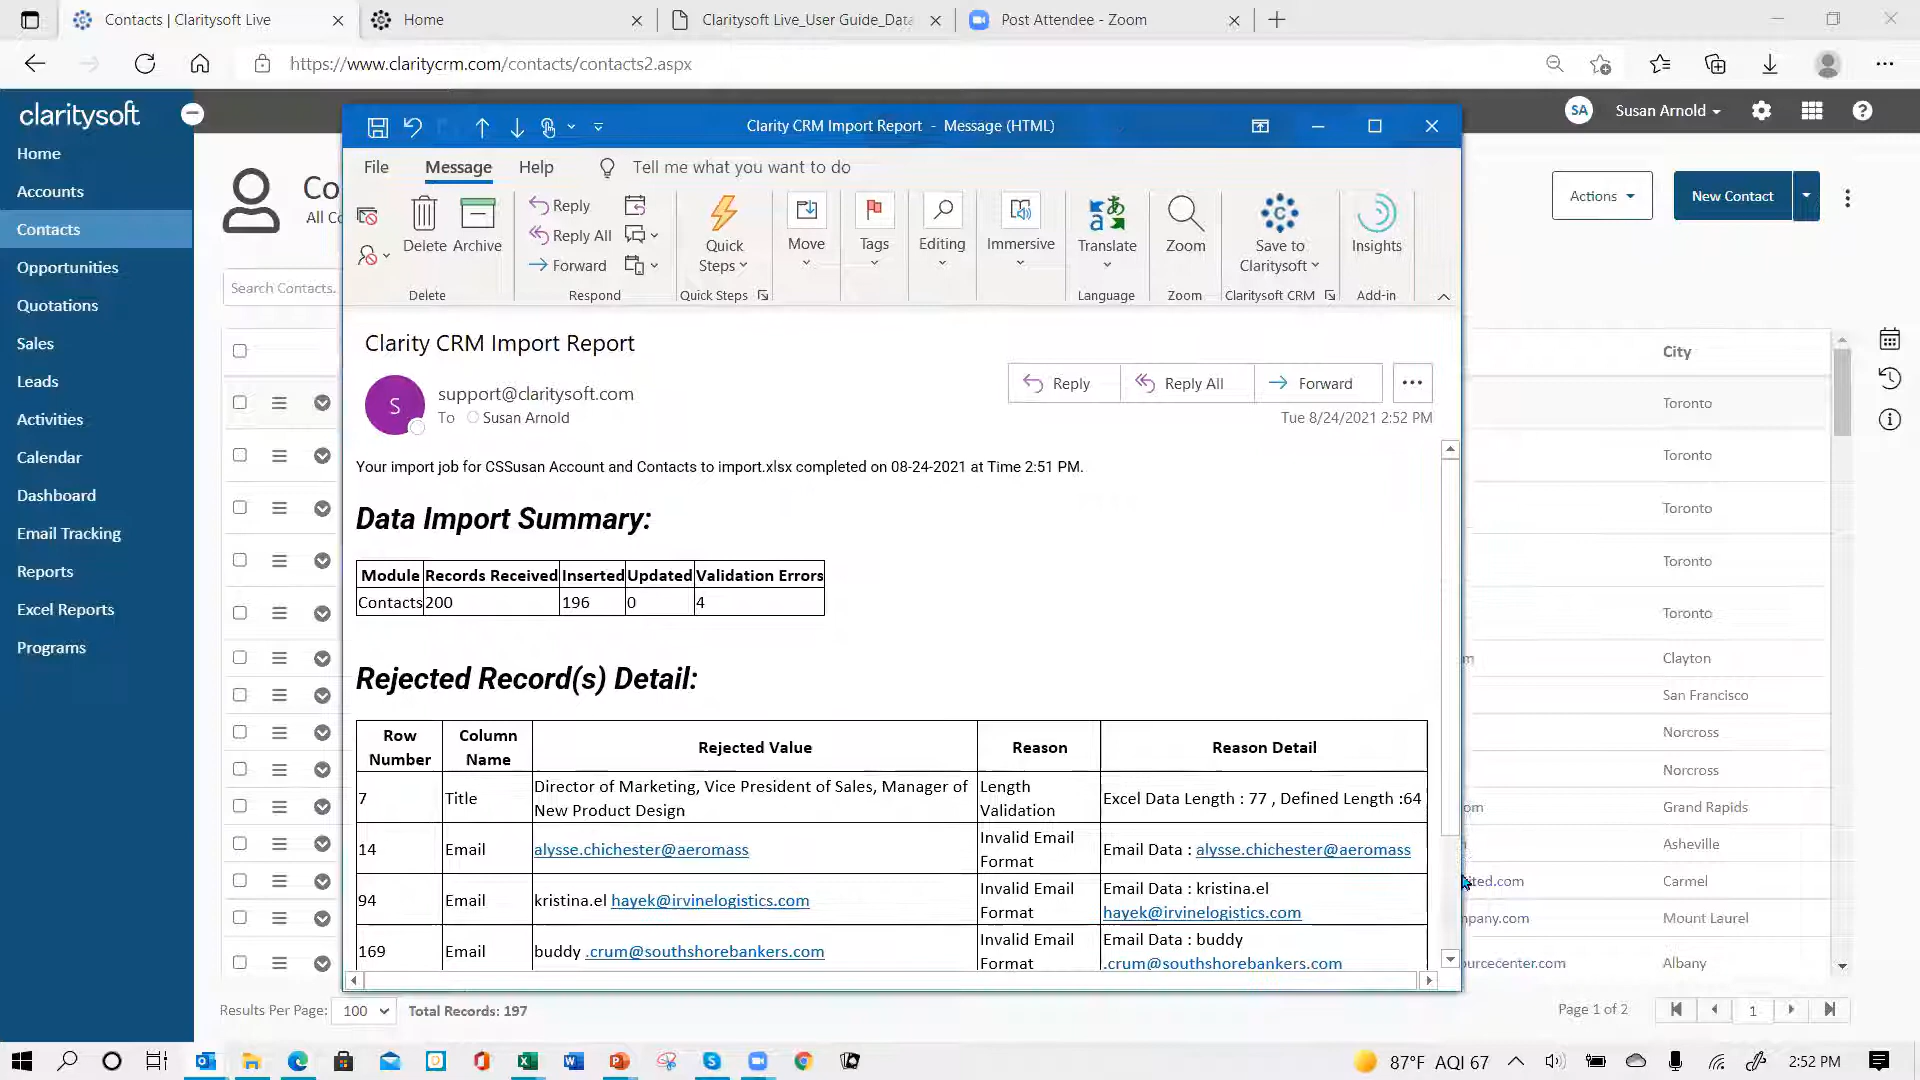 Contacts | Claritysoft Live
Home
Claritysoft Live_User Guide_Data
Post Attendee - Zoom
https://www.claritycrm.com/contacts/contacts2.aspx
claritysoft
SA
Susan Arnold
Home
Accounts
Contacts
Opportunities
Quotations
Sales
Leads
Activities
Calendar
Dashboard
Email Tracking
Reports
Excel Reports
Programs
Co
All Co
Actions
New Contact
Search Contacts.
Clarity CRM Import Report - Message (HTML)
File
Message
Help
Tell me what you want to do
Delete
Archive
Delete
Reply
Reply All
Forward
Respond
Quick
Steps
Quick Steps
Move
Tags
Editing
Immersive
Translate
Language
Zoom
Zoom
Save to
Claritysoft
Claritysoft CRM
Insights
Add-in
Clarity CRM Import Report
S
support@claritysoft.com
To Susan Arnold
Reply
Reply All
Forward
Tue 8/24/2021 2:52 PM
Your import job for CSSusan Account and Contacts to import.xlsx completed on 08-24-2021 at Time 2:51 PM.
Data Import Summary:
Module Records Received Inserted Updated Validation Errors
Contacts 200 196 0 4
Rejected Record(s) Detail:
Row Number Column Name Rejected Value Reason Reason Detail
7 Title Director of Marketing, Vice President of Sales, Manager of
New Product Design Length Validation Excel Data Length : 77 , Defined Length :64
14 Email alysse.chichester@aeromass Invalid Email Format Email Data : alysse.chichester@aeromass
94 Email kristina.el hayek@irvinelogistics.com Invalid Email Format Email Data : kristina.el
hayek@irvinelogistics.com
169 Email buddy .crum@southshorebankers.com Invalid Email Format Email Data : buddy
.crum@southshorebankers.com
City
Toronto
Toronto
Toronto
Toronto
Toronto
m Clayton
San Francisco
Norcross
Norcross
om Grand Rapids
Asheville
ited.com Carmel
mpany.com Mount Laurel
ourcecenter.com Albany
Results Per Page: 100 Total Records: 197
Page 1 of 2
1
87°F AQI 67
2:52 PM